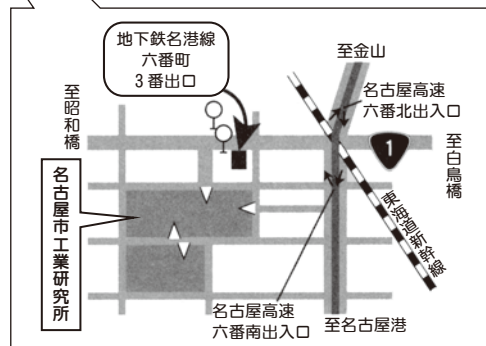 地下鉄名港線
六番町
3番出口
至金山
至昭和橋
名古屋高速
六番北出入口
1
至白鳥橋
名古屋市工業研究所
東海道新幹線
名古屋高速
六番南出入口
至名古屋港